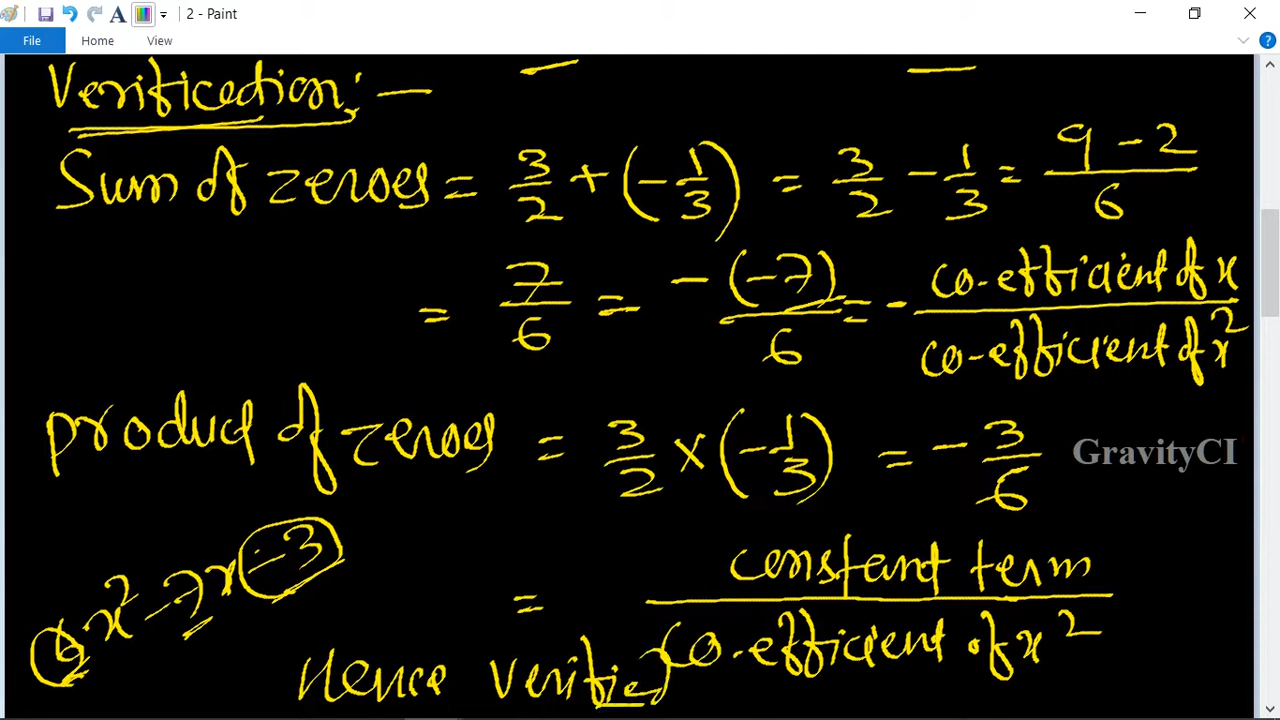 2 - Paint
File Home View
Verification:-
Sum of zeroes = 3/2 + (-1/3) = 3/2 - 1/3 = 9-2/6
= 7/6 = -(-7)/6 = - co-efficient of x/co-efficient of x²
product of zeroes = 3/2 × (-1/3) = -3/6
GravityCI
6x²-7x-3
= constant term/co-efficient of x²
Hence verified